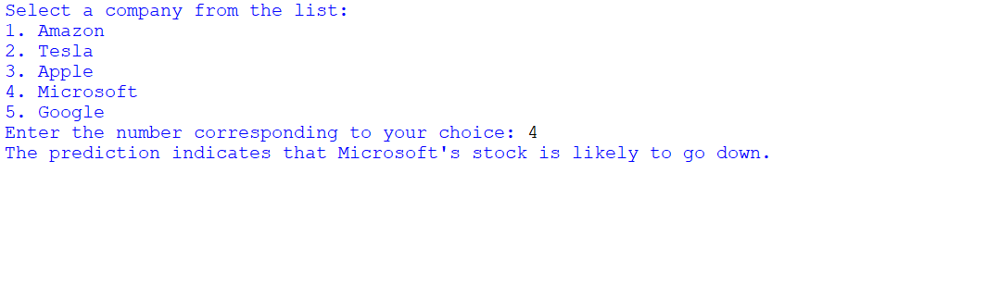 Select a company from the list:
1. Amazon
2. Tesla
3. Apple
4. Microsoft
5. Google
Enter the number corresponding to your choice: 4
The prediction indicates that Microsoft's stock is likely to go down.